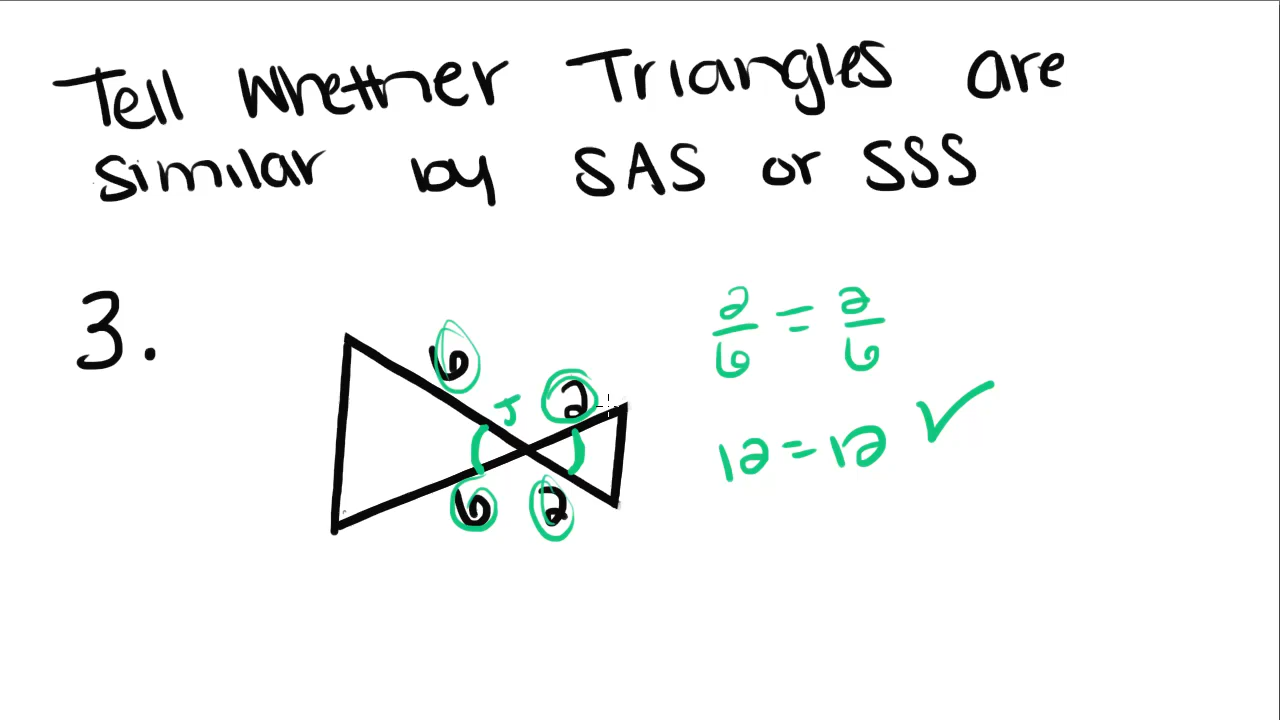 Tell Whether Triangles are
Similar by SAS or SSS
3.
6
2
6
2
2/6 = 2/6
12 = 12 ✓